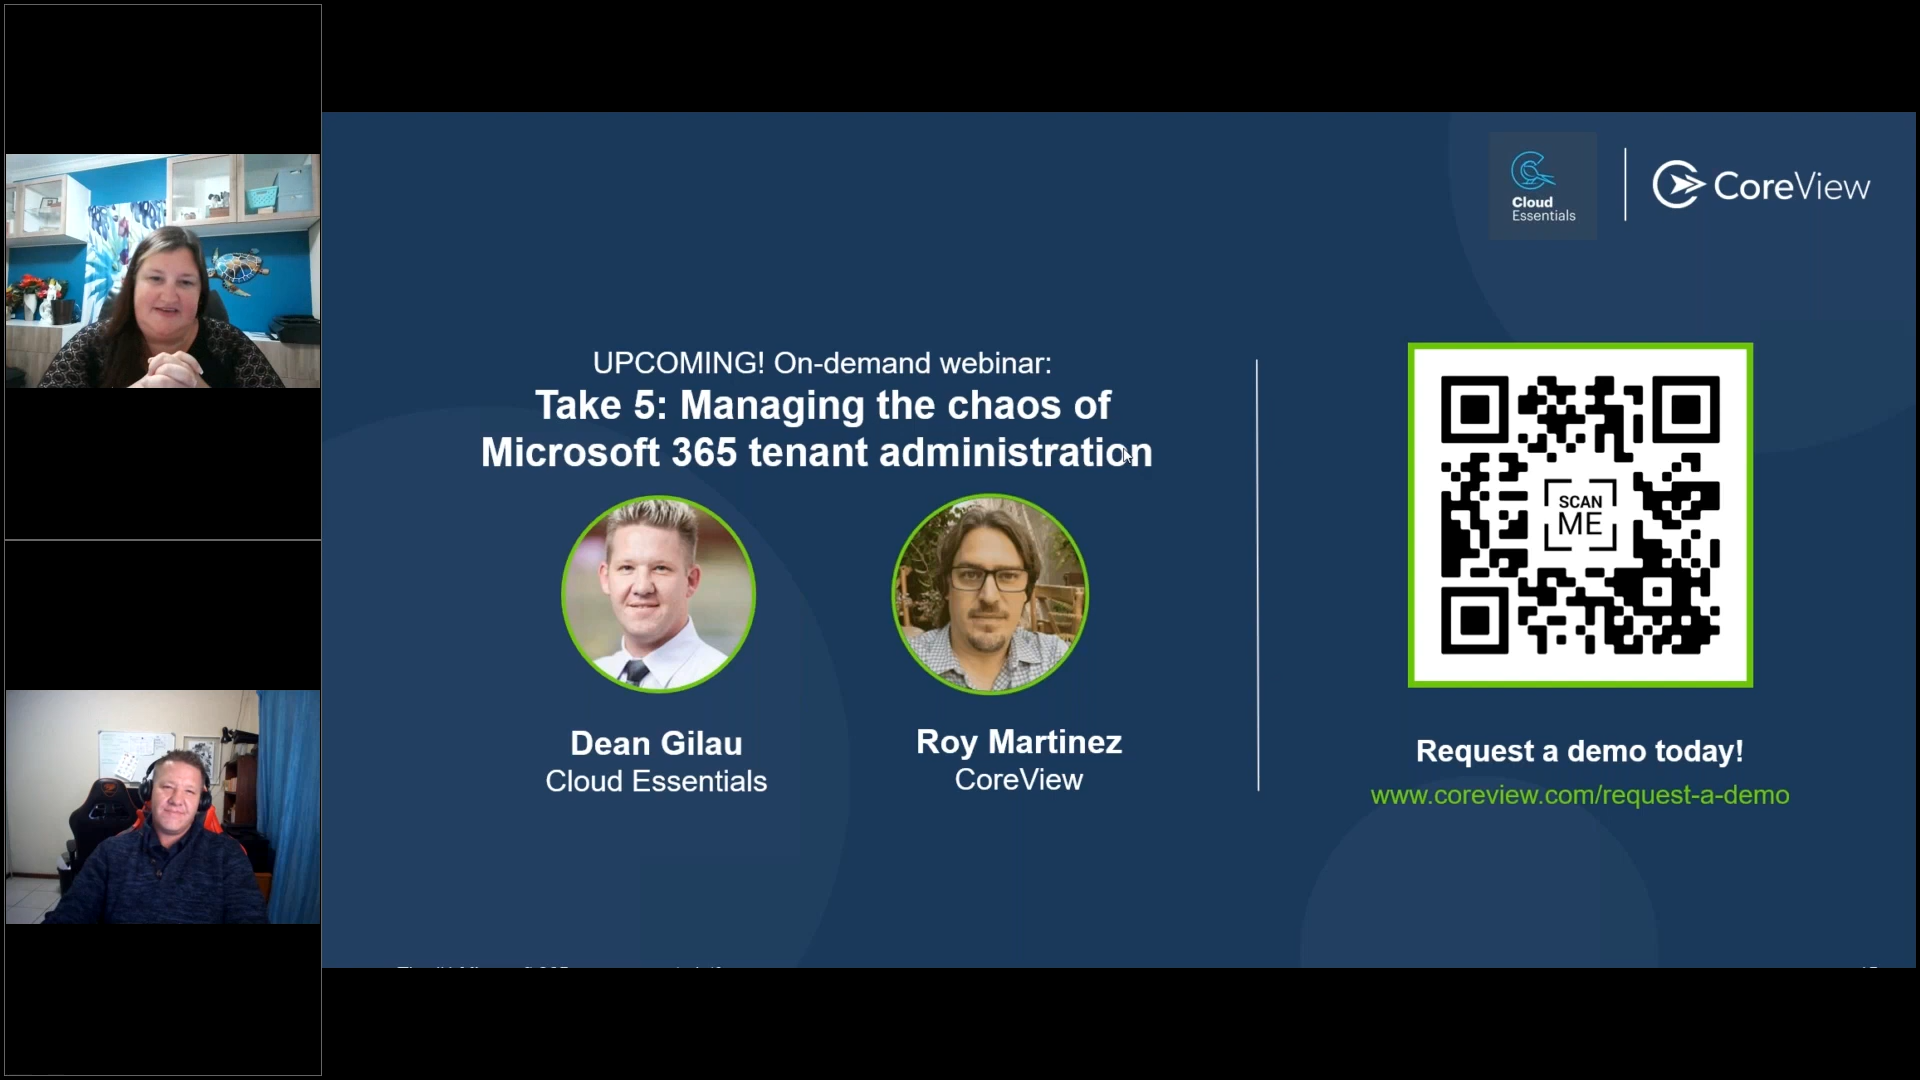 Cloud
Essentials
CoreView
UPCOMING! On-demand webinar:
Take 5: Managing the chaos of
Microsoft 365 tenant administration
SCAN
ME
Dean Gilau
Cloud Essentials
Roy Martinez
CoreView
Request a demo today!
www.coreview.com/request-a-demo